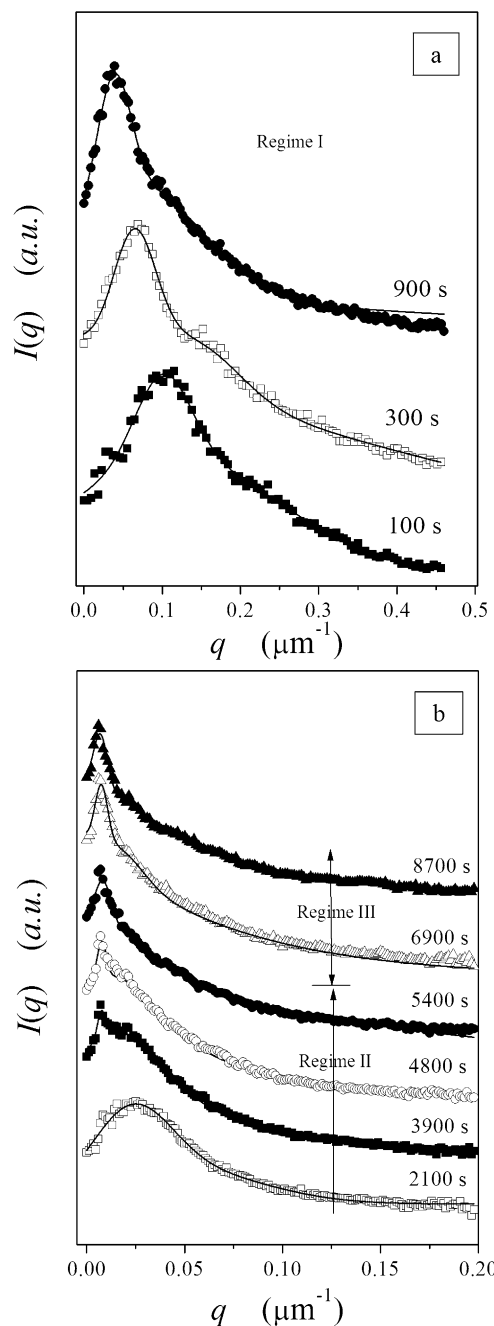 a
Regime I
900 s
300 s
100 s
I(q) (a.u.)
0.0 0.1 0.2 0.3 0.4 0.5
q (μm⁻¹)
b
8700 s
Regime III
6900 s
5400 s
4800 s
Regime II
3900 s
2100 s
I(q) (a.u.)
0.00 0.05 0.10 0.15 0.20
q (μm⁻¹)